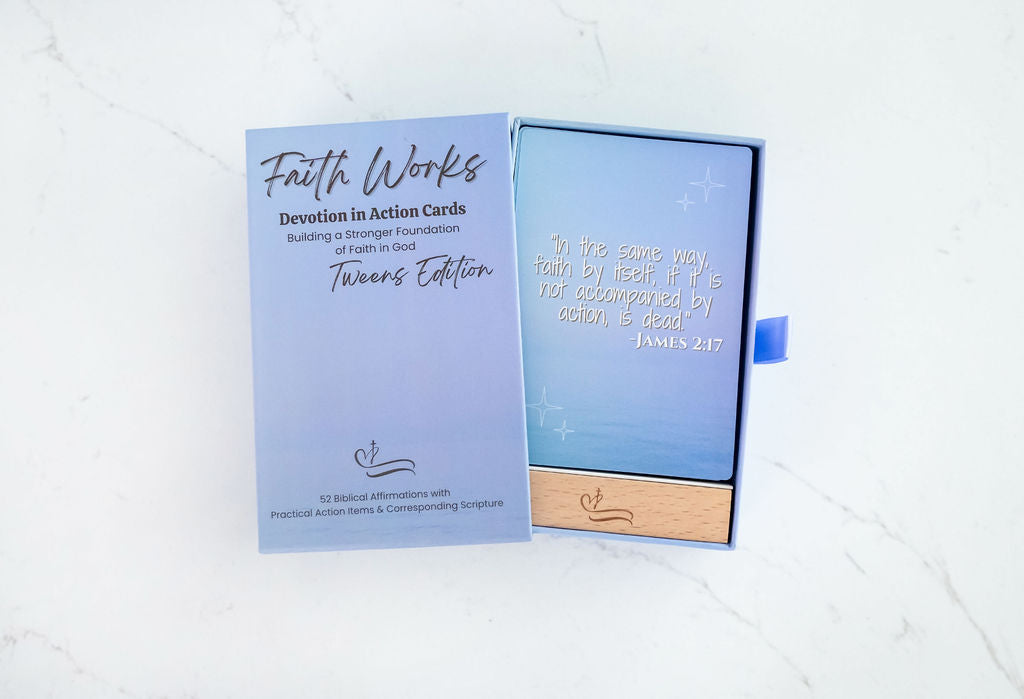 Faith Works
Devotion in Action Cards
Building a Stronger Foundation
of Faith in God
Tweens Edition
52 Biblical Affirmations with
Practical Action Items & Corresponding Scripture
"In the same way,
faith by itself, if it is
not accompanied by
action, is dead."
-James 2:17